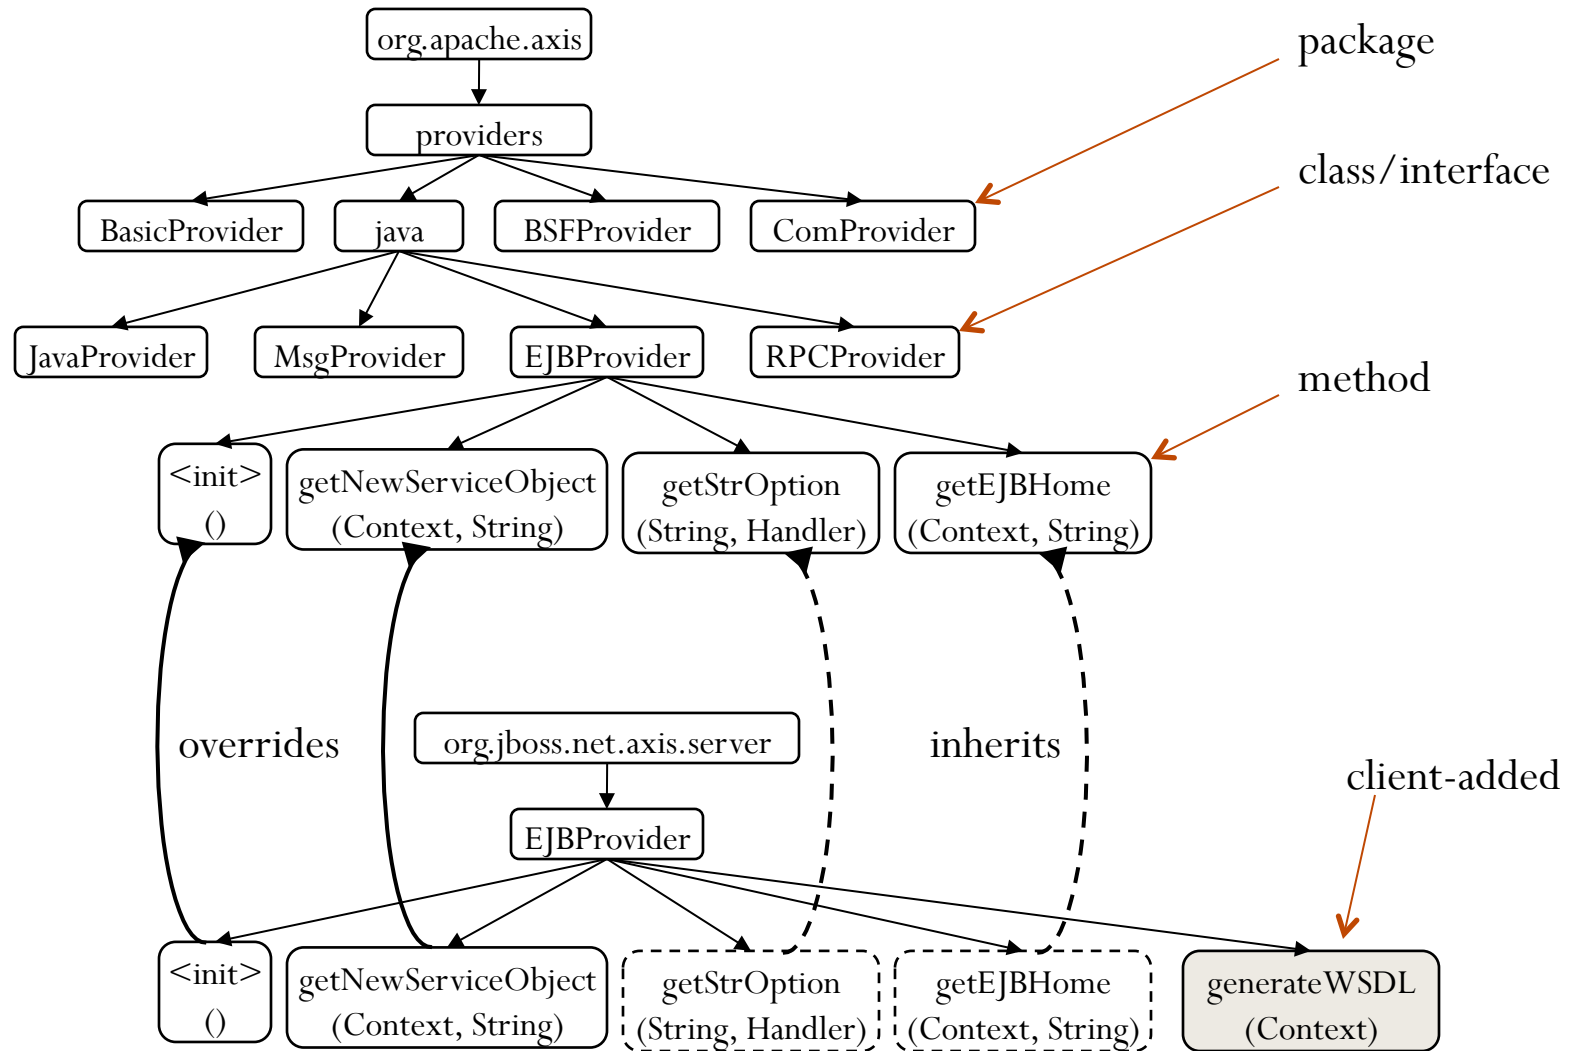 org.apache.axis
package
providers
class/interface
BasicProvider
java
BSFProvider
ComProvider
JavaProvider
MsgProvider
EJBProvider
RPCProvider
method
<init>
()
getNewServiceObject
(Context, String)
getStrOption
(String, Handler)
getEJBHome
(Context, String)
overrides
org.jboss.net.axis.server
inherits
client-added
EJBProvider
<init>
()
getNewServiceObject
(Context, String)
getStrOption
(String, Handler)
getEJBHome
(Context, String)
generateWSDL
(Context)